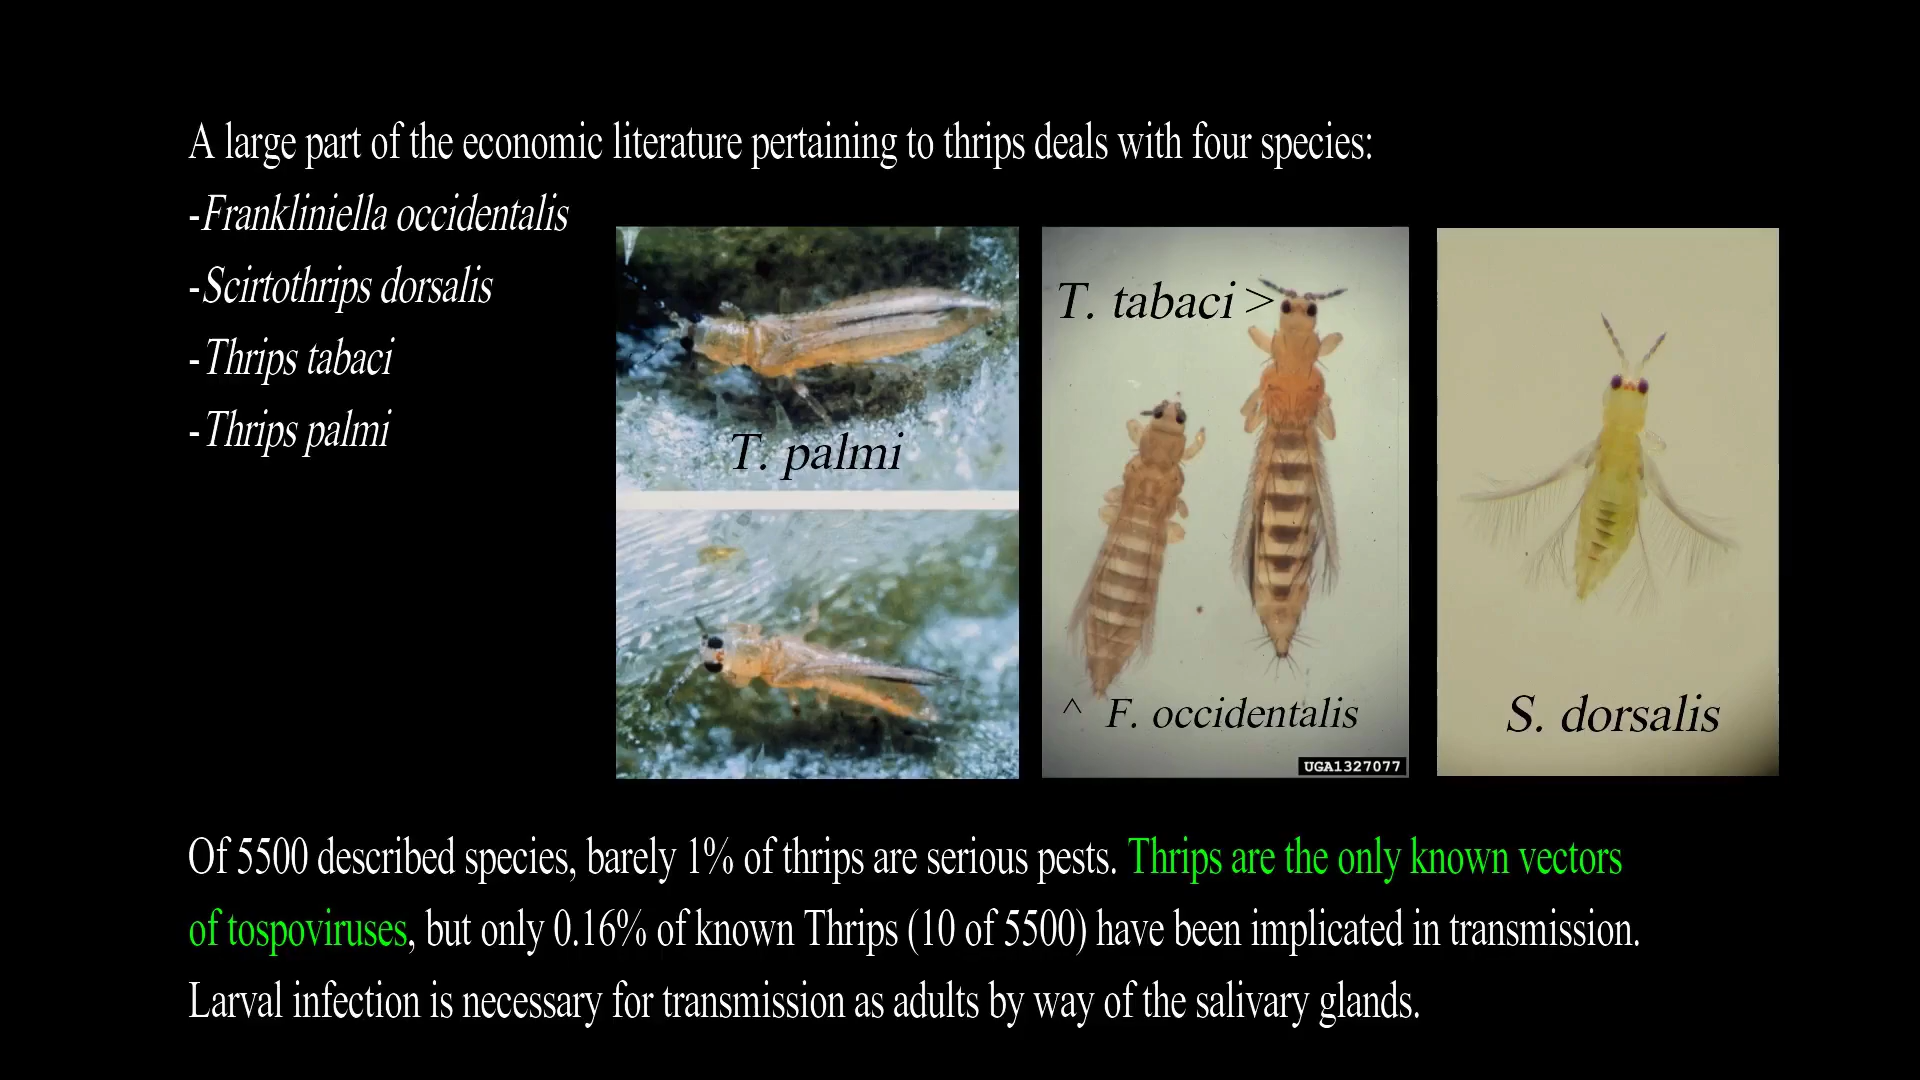 A large part of the economic literature pertaining to thrips deals with four species:
-Frankliniella occidentalis
-Scirtothrips dorsalis
-Thrips tabaci
-Thrips palmi
T. palmi
T. tabaci >
^ F. occidentalis
UGA1327077
S. dorsalis
Of 5500 described species, barely 1% of thrips are serious pests. Thrips are the only known vectors
of tospoviruses, but only 0.16% of known Thrips (10 of 5500) have been implicated in transmission.
Larval infection is necessary for transmission as adults by way of the salivary glands.